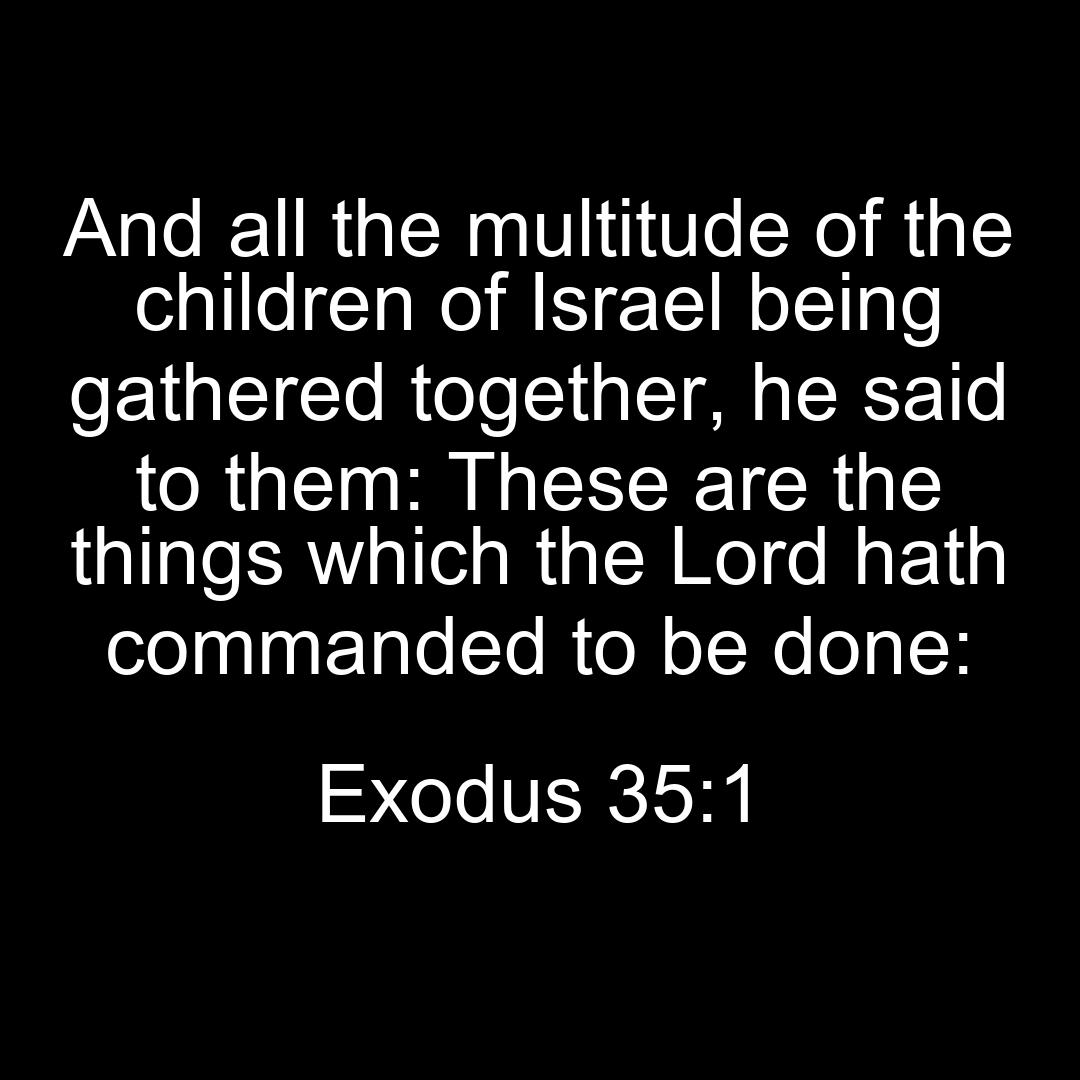 And all the multitude of the
children of Israel being
gathered together, he said
to them: These are the
things which the Lord hath
commanded to be done:
Exodus 35:1